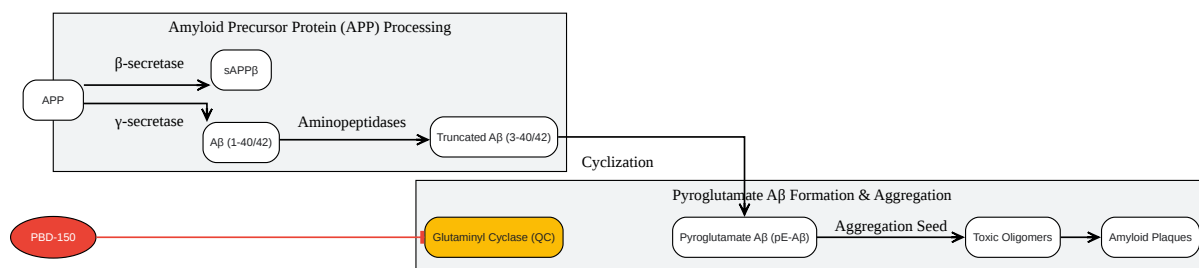 Amyloid Precursor Protein (APP) Processing
β-secretase
sAPPβ
APP
γ-secretase
Aβ (1-40/42)
Aminopeptidases
Truncated Aβ (3-40/42)
Cyclization
Pyroglutamate Aβ Formation & Aggregation
PBD-150
Glutaminyl Cyclase (QC)
Pyroglutamate Aβ (pE-Aβ)
Aggregation Seed
Toxic Oligomers
Amyloid Plaques